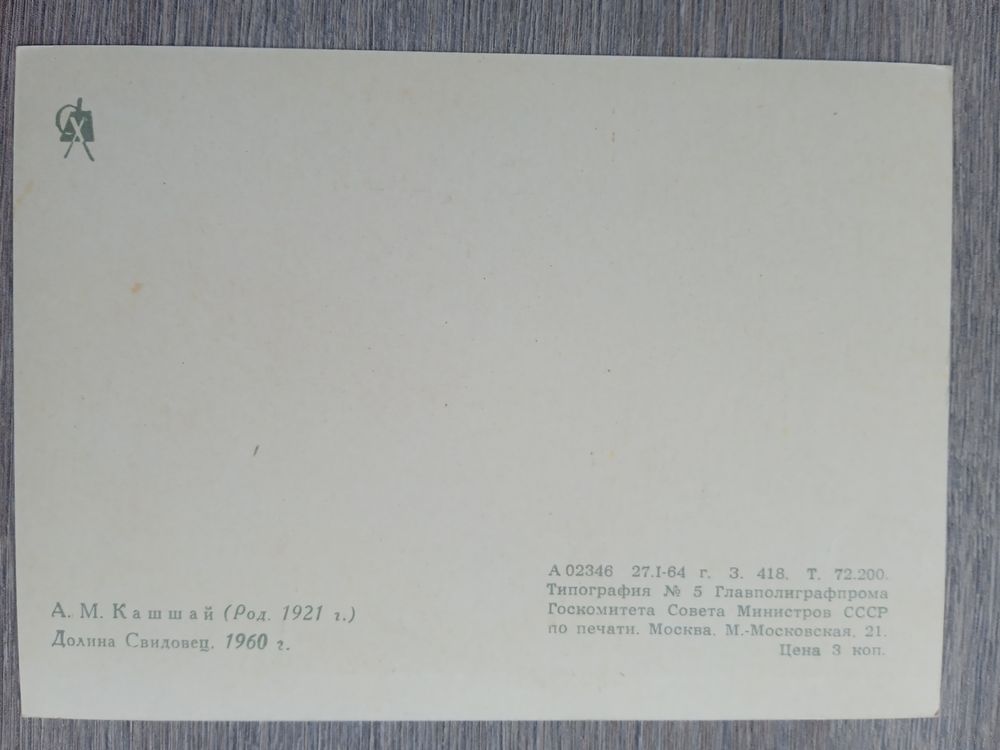 А. М. Кашшай (Род. 1921 г.)
Долина Свидовец. 1960 г.
А 02346 27.I-64 г. З. 418. Т. 72.200.
Типография № 5 Главполиграфпрома
Госкомитета Совета Министров СССР
по печати. Москва. М.-Московская, 21.
Цена 3 коп.